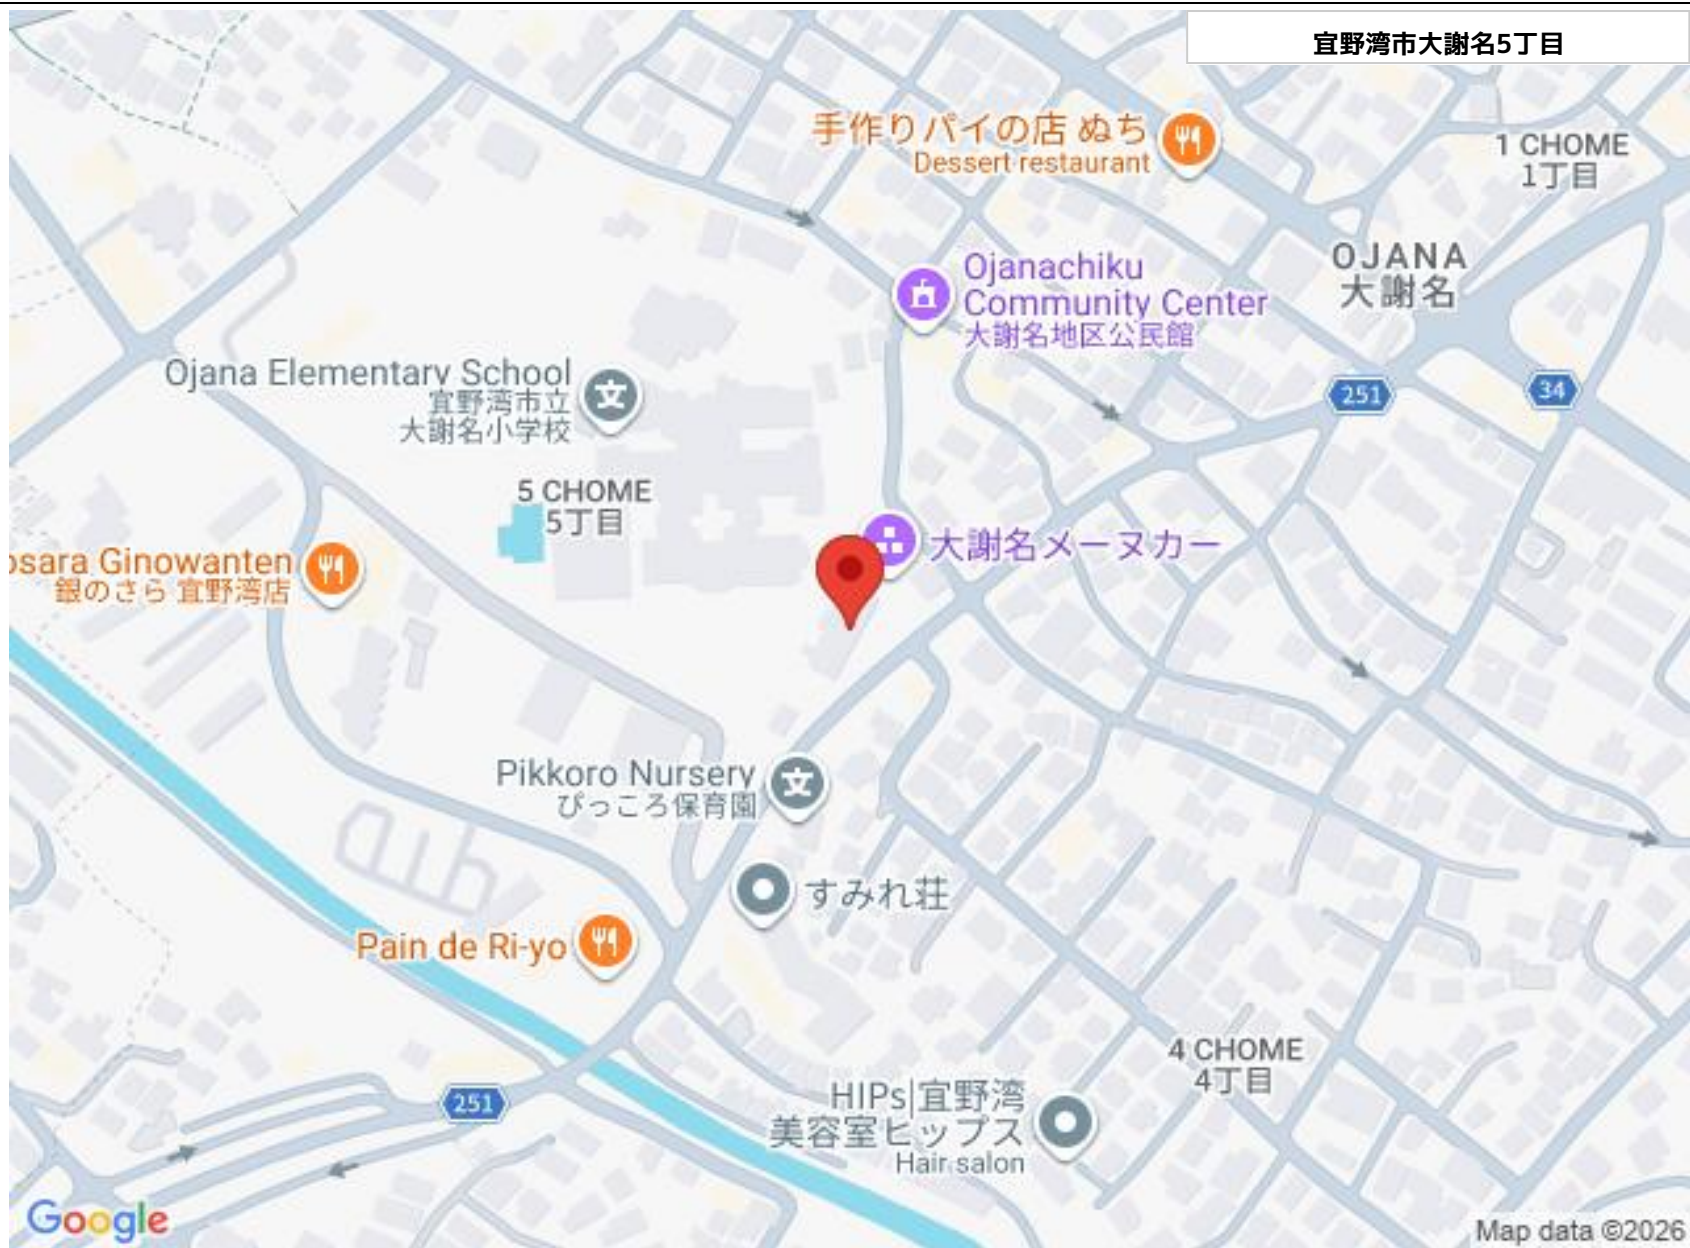 宜野湾市大謝名5丁目
手作りパイの店 ぬち
Dessert restaurant
1 CHOME
1丁目
OJANA
大謝名
Ojanachiku
Community Center
大謝名地区公民館
Ojana Elementary School
宜野湾市立
大謝名小学校
251
34
5 CHOME
5丁目
大謝名メーヌカー
osara Ginowanten
銀のさら 宜野湾店
Pikkoro Nursery
ぴっころ保育園
すみれ荘
Pain de Ri-yo
4 CHOME
4丁目
HIPs|宜野湾
美容室ヒップス
Hair salon
251
Google
Map data ©2026